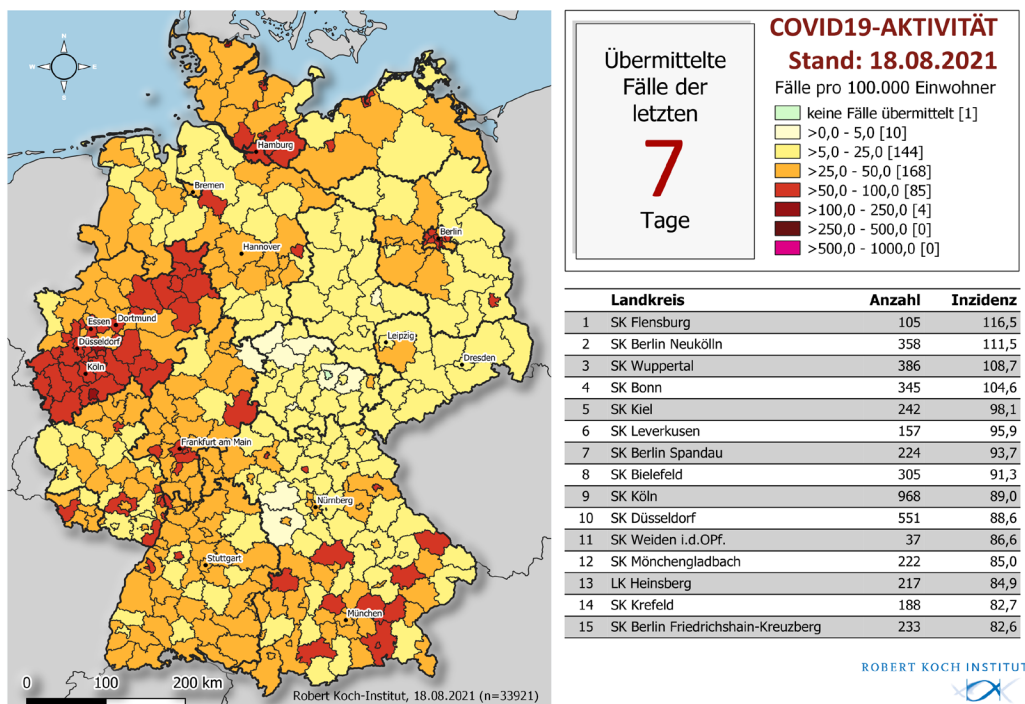 N
W
E
S
Hamburg
Bremen
Berlin
Hannover
Essen
Dortmund
Düsseldorf
Köln
Leipzig
Dresden
Frankfurt am Main
Nürnberg
Stuttgart
München
0 100 200 km
Robert Koch-Institut, 18.08.2021 (n=33921)
Übermittelte
Fälle der
letzten
7
Tage
COVID19-AKTIVITÄT
Stand: 18.08.2021
Fälle pro 100.000 Einwohner
keine Fälle übermittelt [1]
>0,0 - 5,0 [10]
>5,0 - 25,0 [144]
>25,0 - 50,0 [168]
>50,0 - 100,0 [85]
>100,0 - 250,0 [4]
>250,0 - 500,0 [0]
>500,0 - 1000,0 [0]
Landkreis Anzahl Inzidenz
1 SK Flensburg 105 116,5
2 SK Berlin Neukölln 358 111,5
3 SK Wuppertal 386 108,7
4 SK Bonn 345 104,6
5 SK Kiel 242 98,1
6 SK Leverkusen 157 95,9
7 SK Berlin Spandau 224 93,7
8 SK Bielefeld 305 91,3
9 SK Köln 968 89,0
10 SK Düsseldorf 551 88,6
11 SK Weiden i.d.OPf. 37 86,6
12 SK Mönchengladbach 222 85,0
13 LK Heinsberg 217 84,9
14 SK Krefeld 188 82,7
15 SK Berlin Friedrichshain-Kreuzberg 233 82,6
ROBERT KOCH INSTITUT